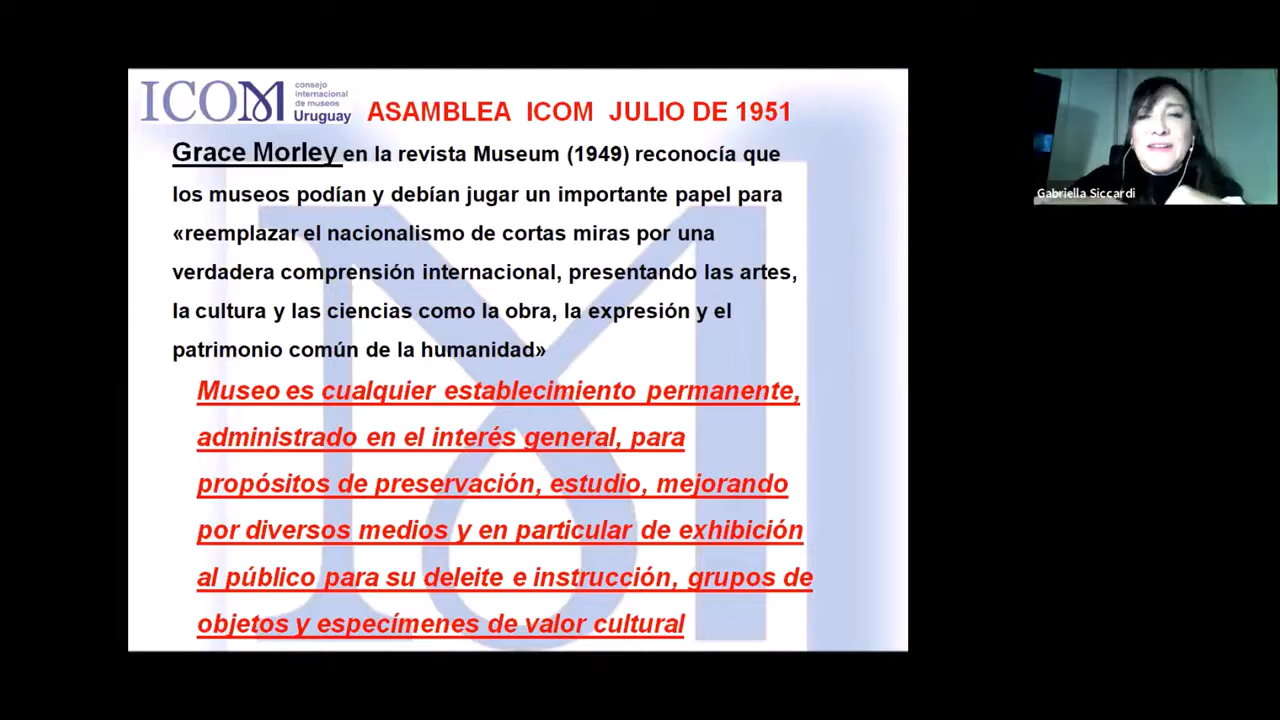 ICOM
consejo
internacional
de museos
Uruguay
ASAMBLEA ICOM JULIO DE 1951
Grace Morley en la revista Museum (1949) reconocía que
los museos podían y debían jugar un importante papel para
«reemplazar el nacionalismo de cortas miras por una
verdadera comprensión internacional, presentando las artes,
la cultura y las ciencias como la obra, la expresión y el
patrimonio común de la humanidad»
Museo es cualquier establecimiento permanente,
administrado en el interés general, para
propósitos de preservación, estudio, mejorando
por diversos medios y en particular de exhibición
al público para su deleite e instrucción, grupos de
objetos y especímenes de valor cultural
Gabriella Siccardi